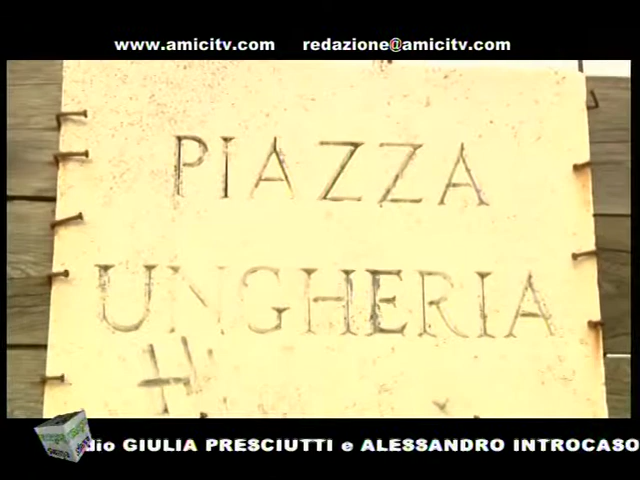 www.amicitv.com redazione@amicitv.com
PIAZZA
UNGHERIA
dio GIULIA PRESCIUTTI e ALESSANDRO INTROCASO